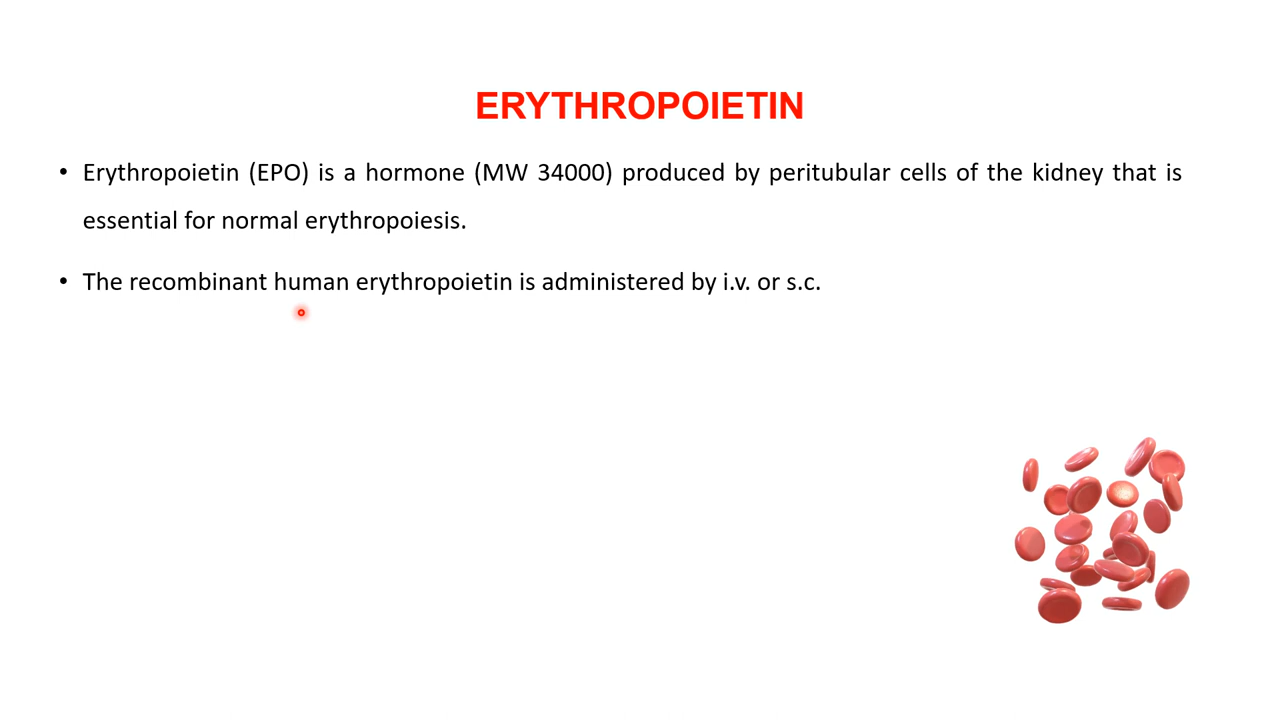 ERYTHROPOIETIN
• Erythropoietin (EPO) is a hormone (MW 34000) produced by peritubular cells of the kidney that is
essential for normal erythropoiesis.
• The recombinant human erythropoietin is administered by i.v. or s.c.